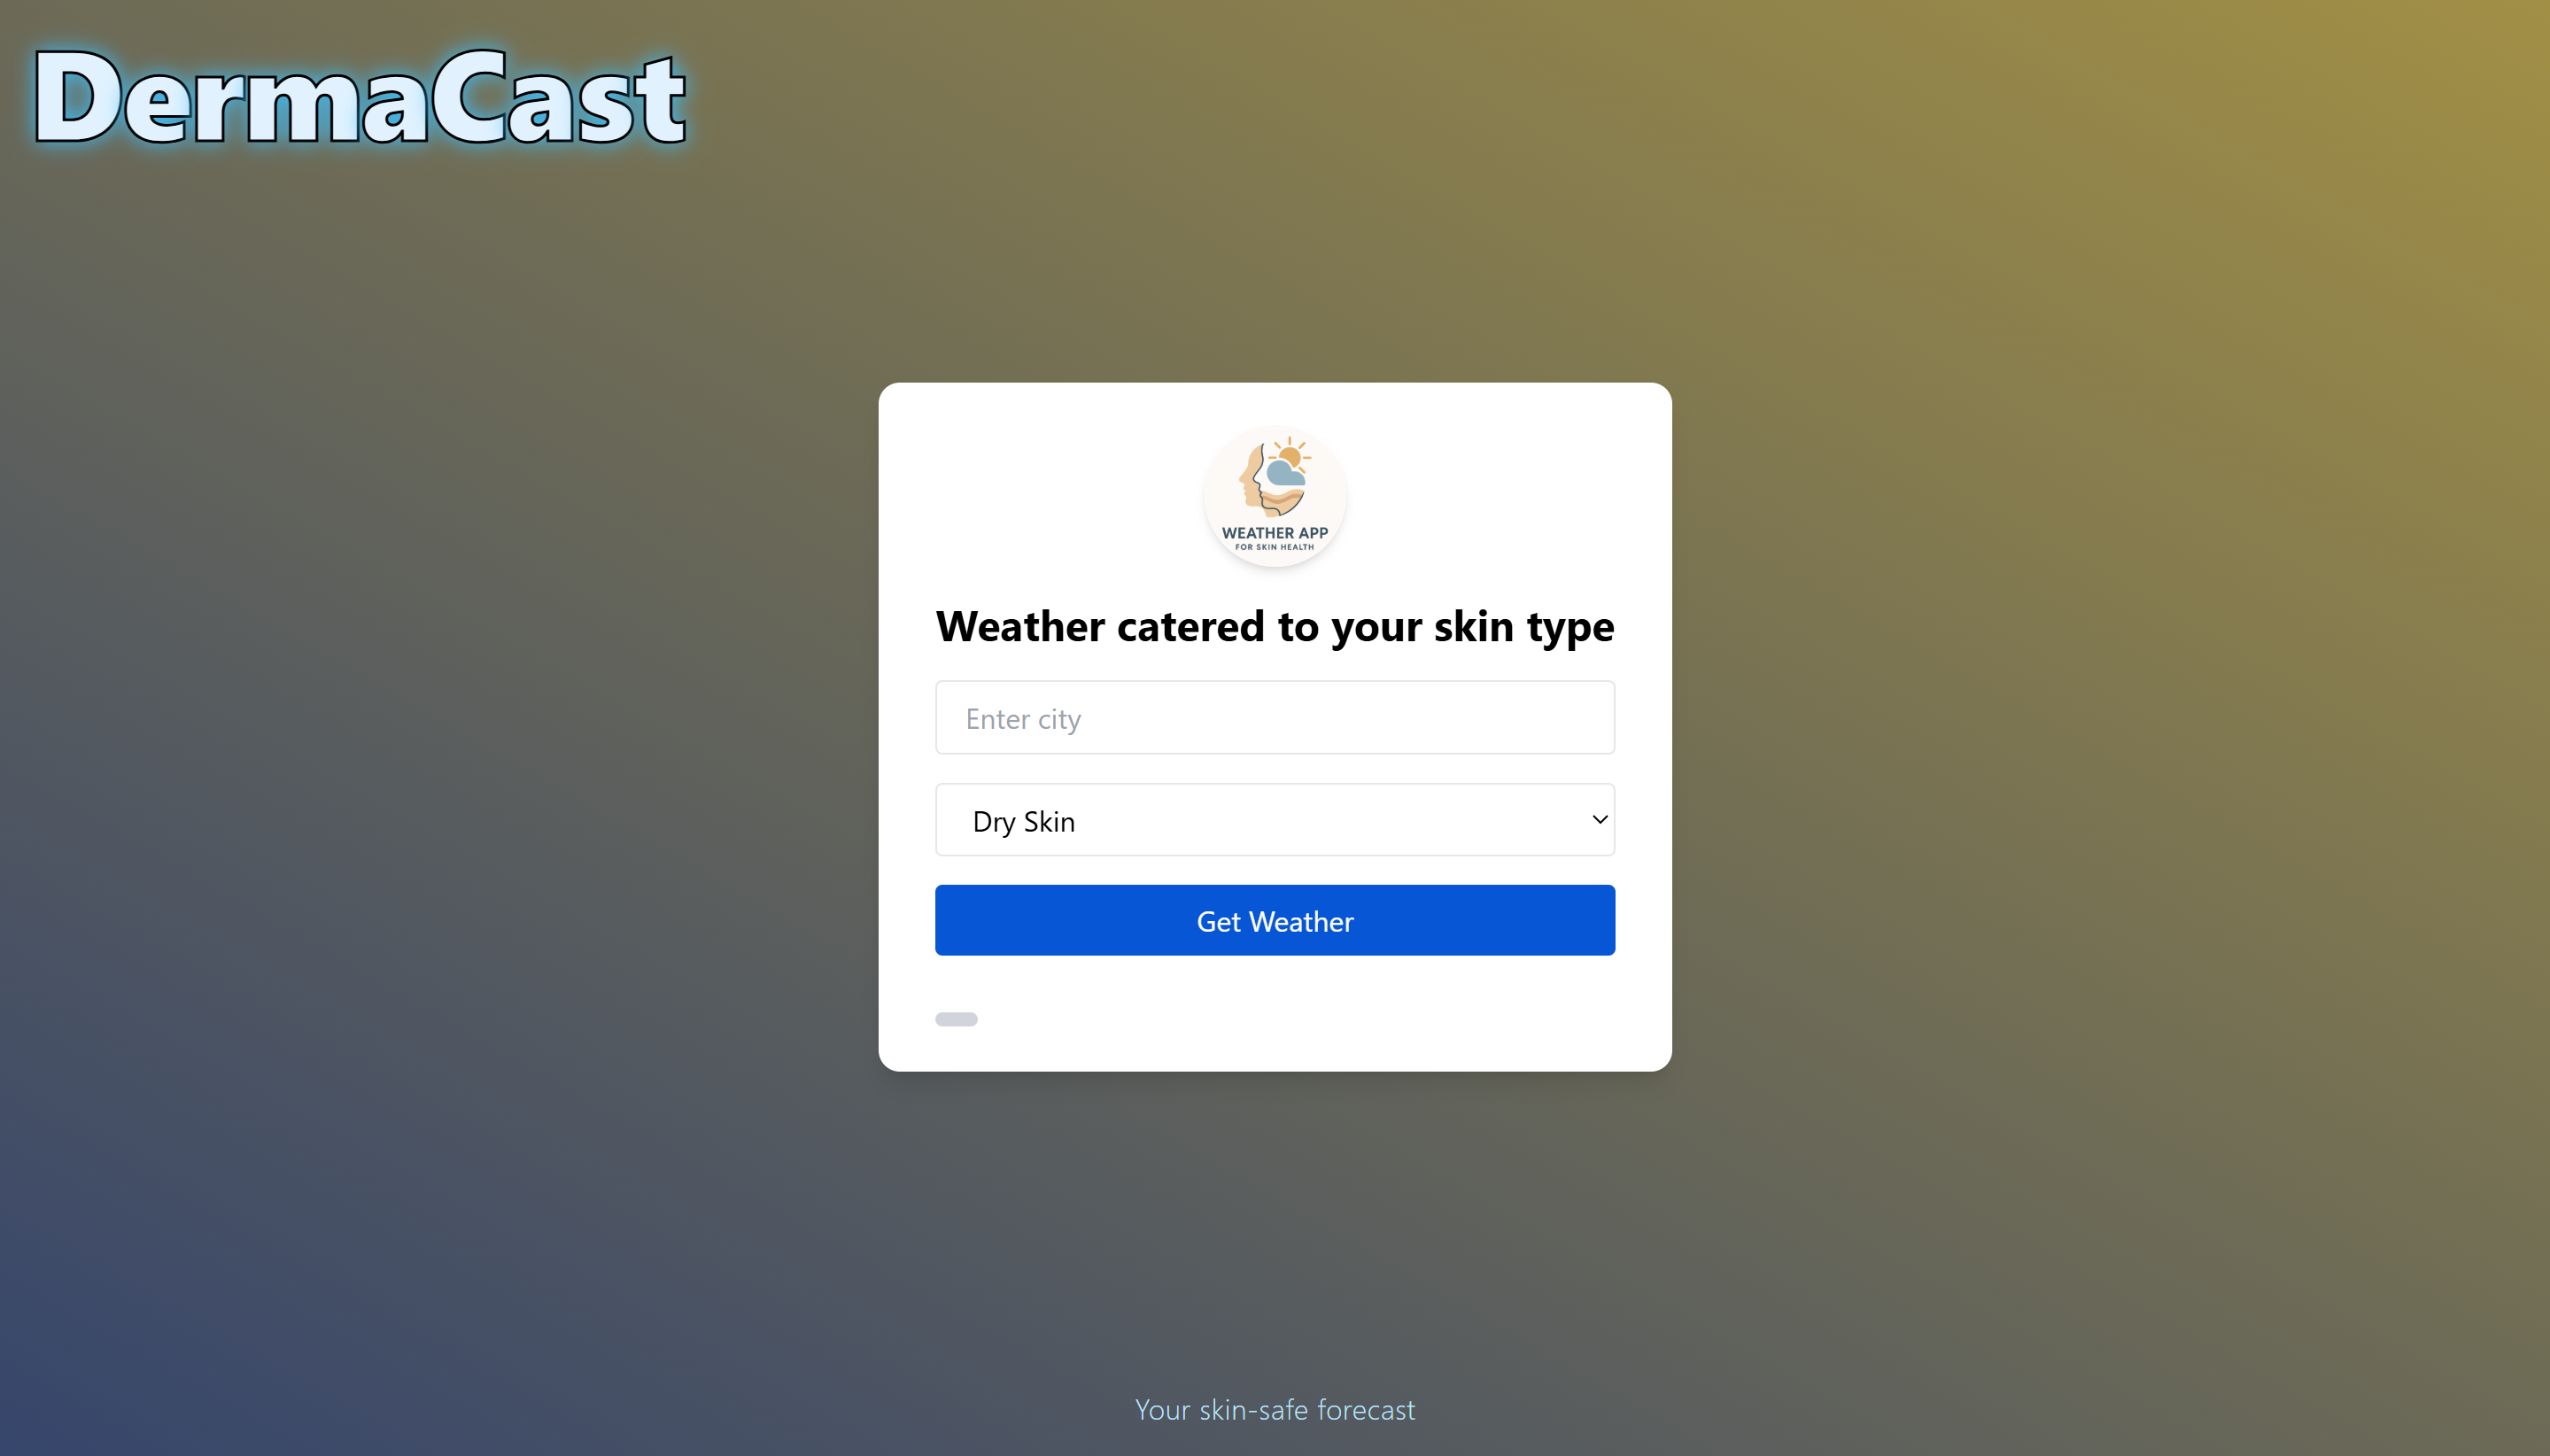 DermaCast
WEATHER APP
FOR SKIN HEALTH
Weather catered to your skin type
Enter city
Dry Skin
Get Weather
Your skin-safe forecast